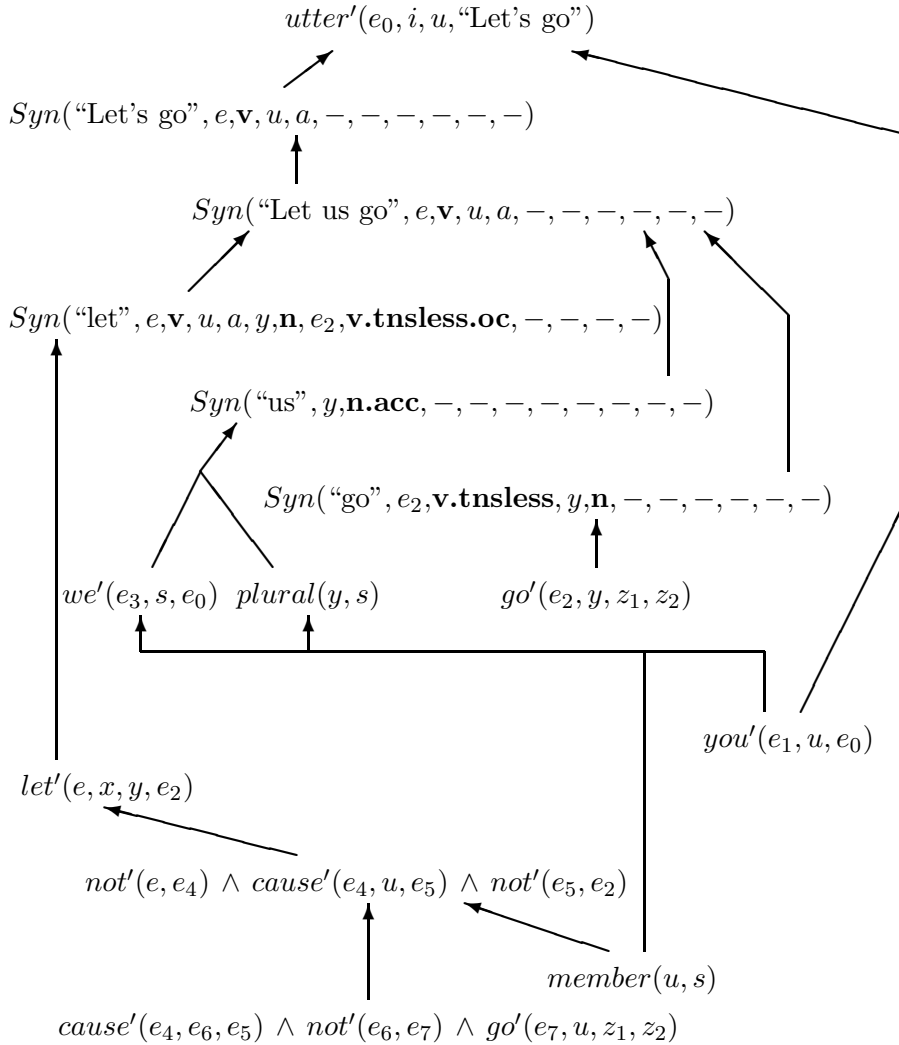 utter′(e₀, i, u, “Let's go”)
Syn(“Let's go”, e, v, u, a, −, −, −, −, −, −)
Syn(“Let us go”, e, v, u, a, −, −, −, −, −, −)
Syn(“let”, e, v, u, a, y, n, e₂, v.tnsless.oc, −, −, −, −)
Syn(“us”, y, n.acc, −, −, −, −, −, −, −, −)
Syn(“go”, e₂, v.tnsless, y, n, −, −, −, −, −, −)
we′(e₃, s, e₀) plural(y, s) go′(e₂, y, z₁, z₂)
you′(e₁, u, e₀)
let′(e, x, y, e₂)
not′(e, e₄) ∧ cause′(e₄, u, e₅) ∧ not′(e₅, e₂)
member(u, s)
cause′(e₄, e₆, e₅) ∧ not′(e₆, e₇) ∧ go′(e₇, u, z₁, z₂)